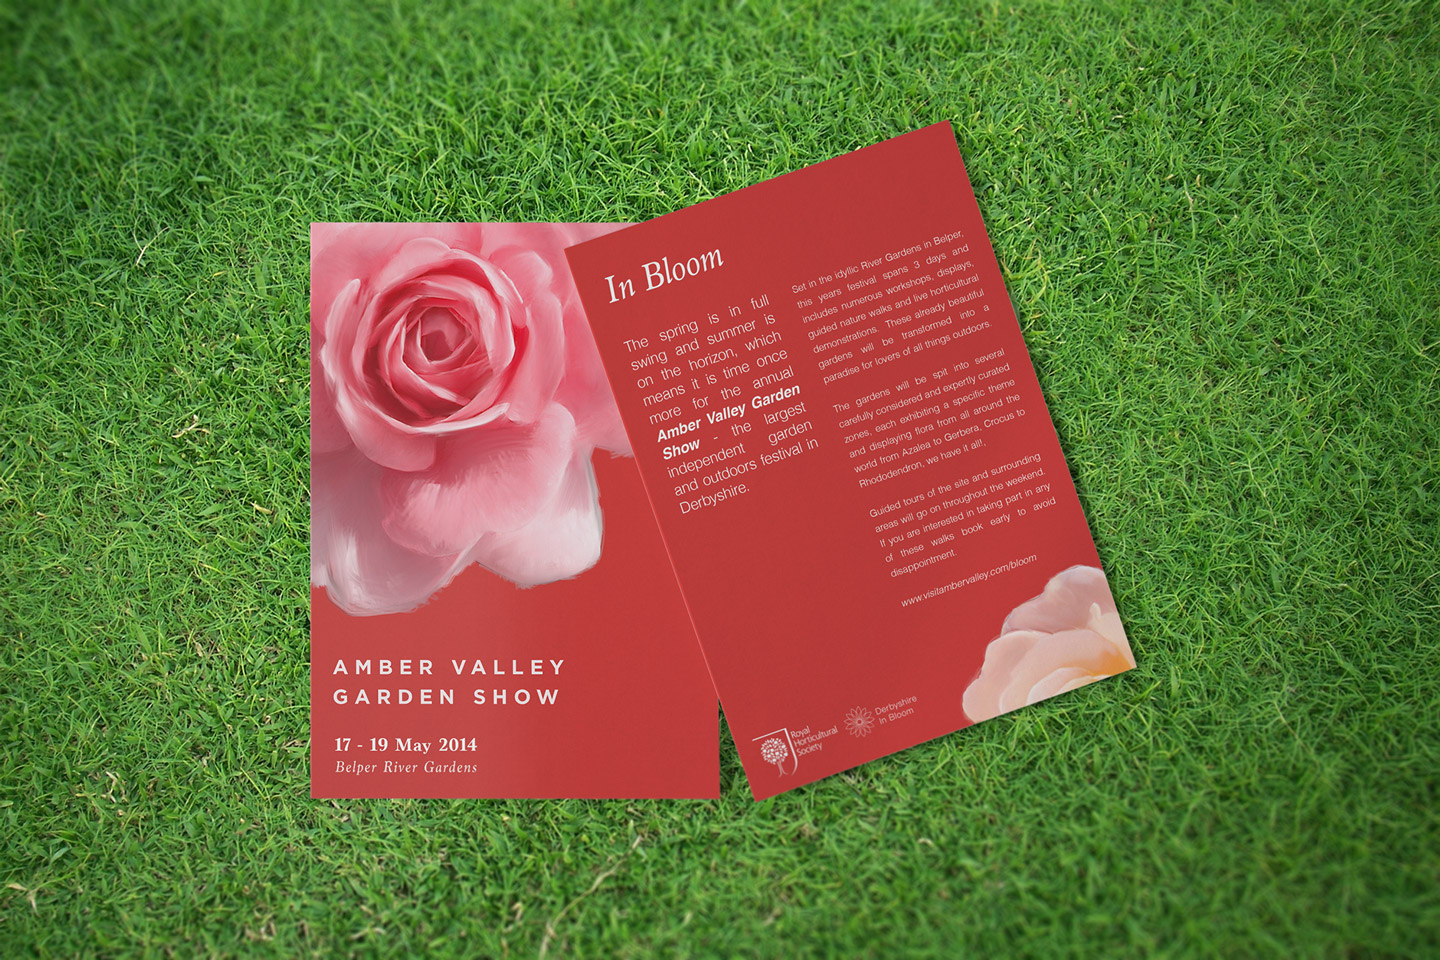 AMBER VALLEY
GARDEN SHOW
17 - 19 May 2014
Belper River Gardens
In Bloom
The spring is in full
swing and summer is
on the horizon, which
means it is time once
more for the annual
Amber Valley Garden
Show - the largest
independent garden
and outdoors festival in
Derbyshire.
Set in the idyllic River Gardens in Belper,
this years festival spans 3 days and
includes numerous workshops, displays,
guided nature walks and live horticultural
demonstrations. These already beautiful
gardens will be transformed into a
paradise for lovers of all things outdoors.
The gardens will be spit into several
carefully considered and expertly curated
zones, each exhibiting a specific theme
and displaying flora from all around the
world from Azalea to Gerbera, Crocus to
Rhododendron, we have it all!.
Guided tours of the site and surrounding
areas will go on throughout the weekend.
If you are interested in taking part in any
of these walks book early to avoid
disappointment.
www.visitambervalley.com/bloom
Royal
Horticultural
Society
Derbyshire
in Bloom